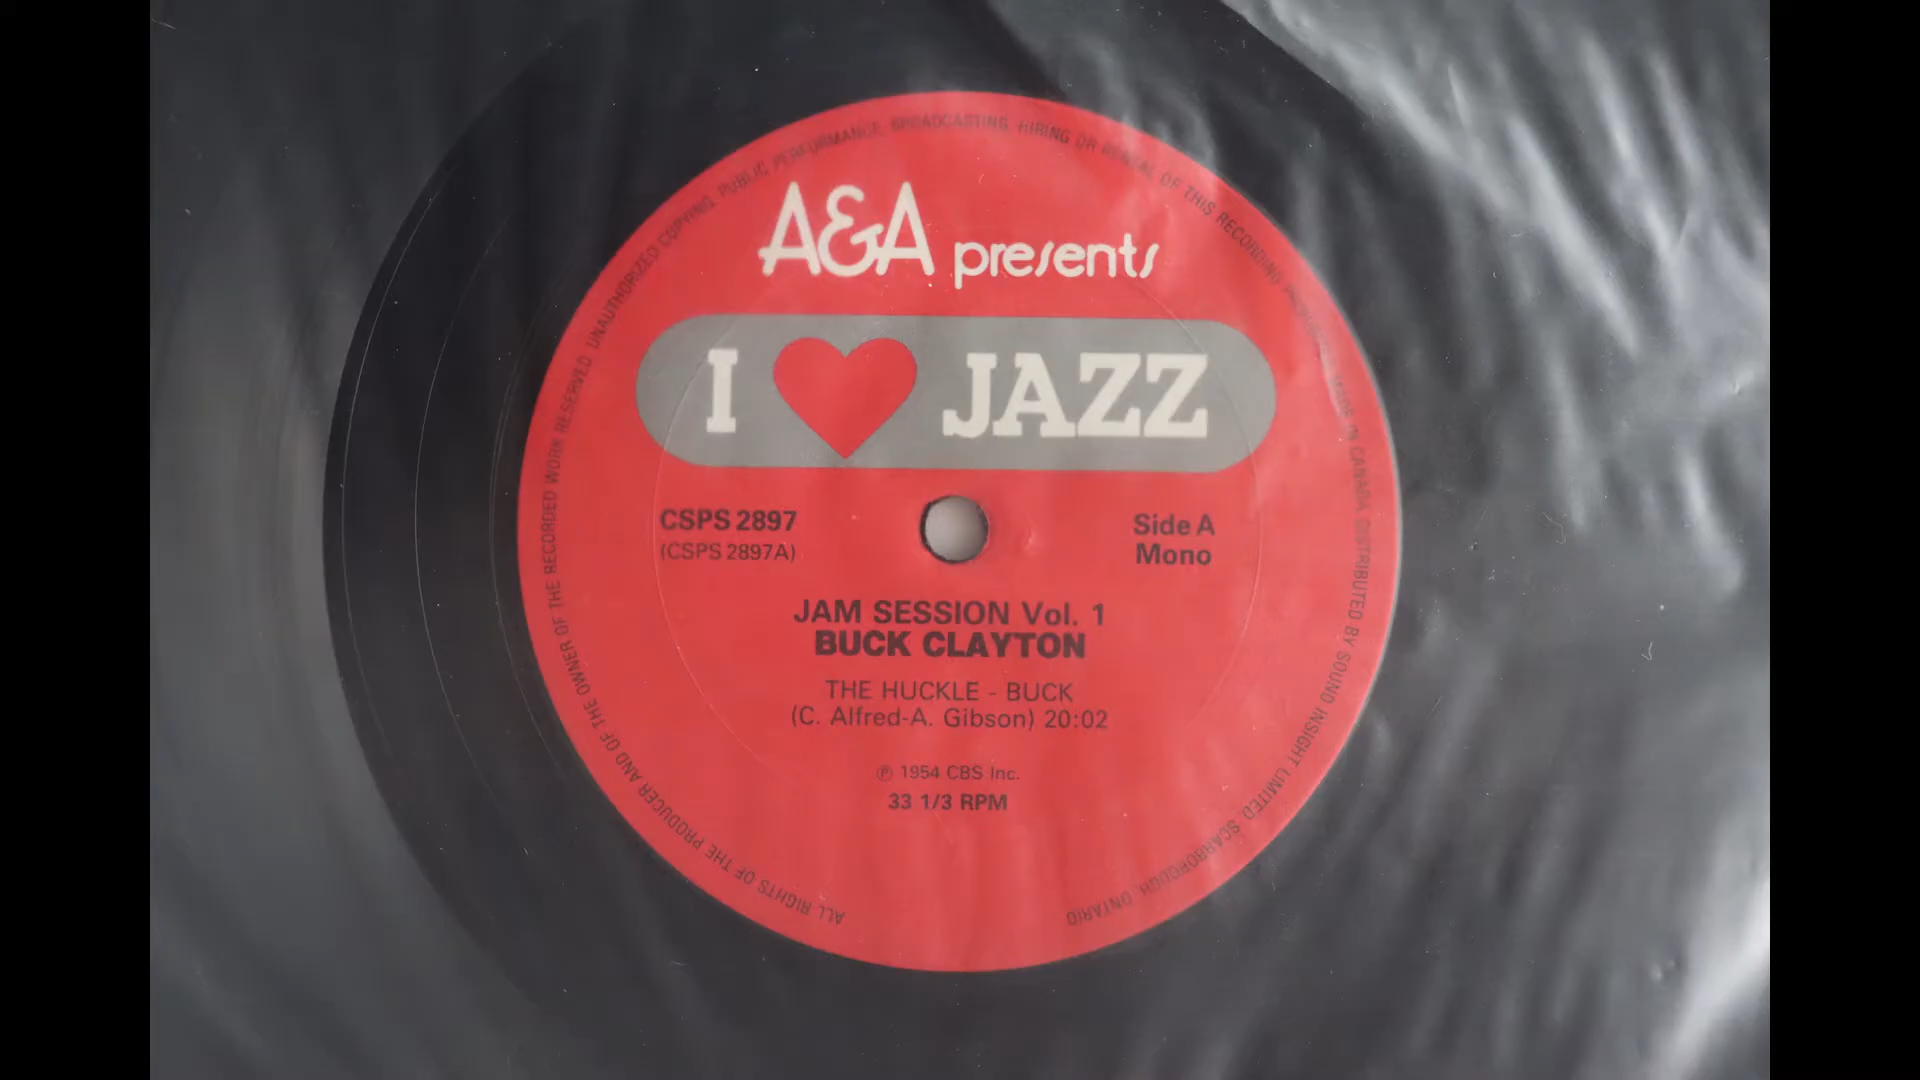 A&A presents
I ♥ JAZZ
CSPS 2897
(CSPS 2897A)
Side A
Mono
JAM SESSION Vol. 1
BUCK CLAYTON
THE HUCKLE - BUCK
(C. Alfred-A. Gibson) 20:02
℗ 1954 CBS Inc.
33 1/3 RPM
ALL RIGHTS OF THE PRODUCER AND OF THE OWNER OF THE RECORDED WORK RESERVED. UNAUTHORIZED COPYING, PUBLIC PERFORMANCE, BROADCASTING, HIRING OR RENTAL OF THIS RECORDING PROHIBITED. MADE IN CANADA. DISTRIBUTED BY SOUND INSIGHT LIMITED, SCARBOROUGH, ONTARIO